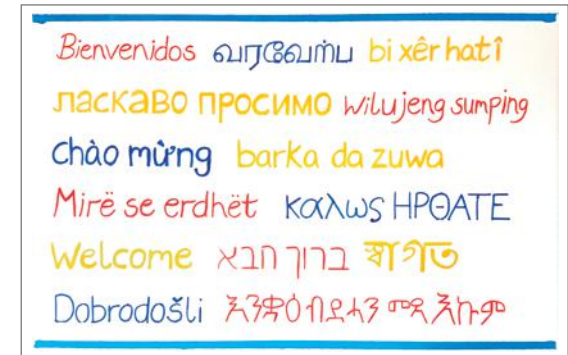 Bienvenidos வரவேற்பு bi xêr hatî
ласкаво просимо wilujeng sumping
chào mừng barka da zuwa
Mirë se erdhët καλως ΗΡΘΑΤΕ
Welcome ברוך הבא স্বাগত
Dobrodošli እንኳዕ ብደሓን መጻእኩም